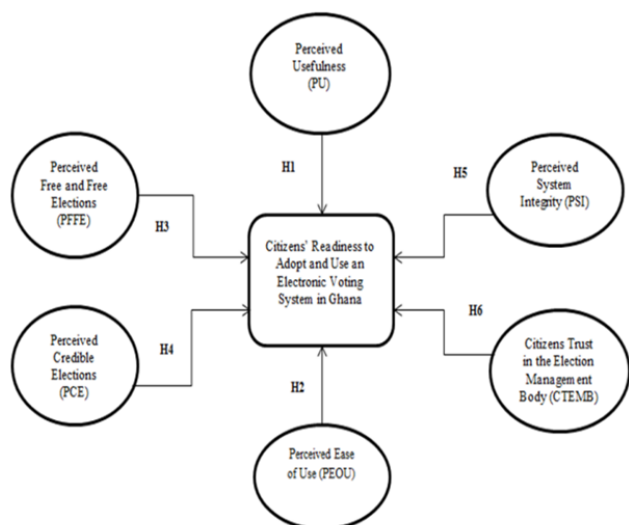 Perceived
Usefulness
(PU)
H1
Perceived
Free and Free
Elections
(PFFE)
H3
Perceived
System
Integrity (PSI)
H5
Citizens' Readiness to
Adopt and Use an
Electronic Voting
System in Ghana
Perceived
Credible
Elections
(PCE)
H4
Citizens Trust
in the Election
Management
Body (CTEMB)
H6
H2
Perceived Ease
of Use (PEOU)